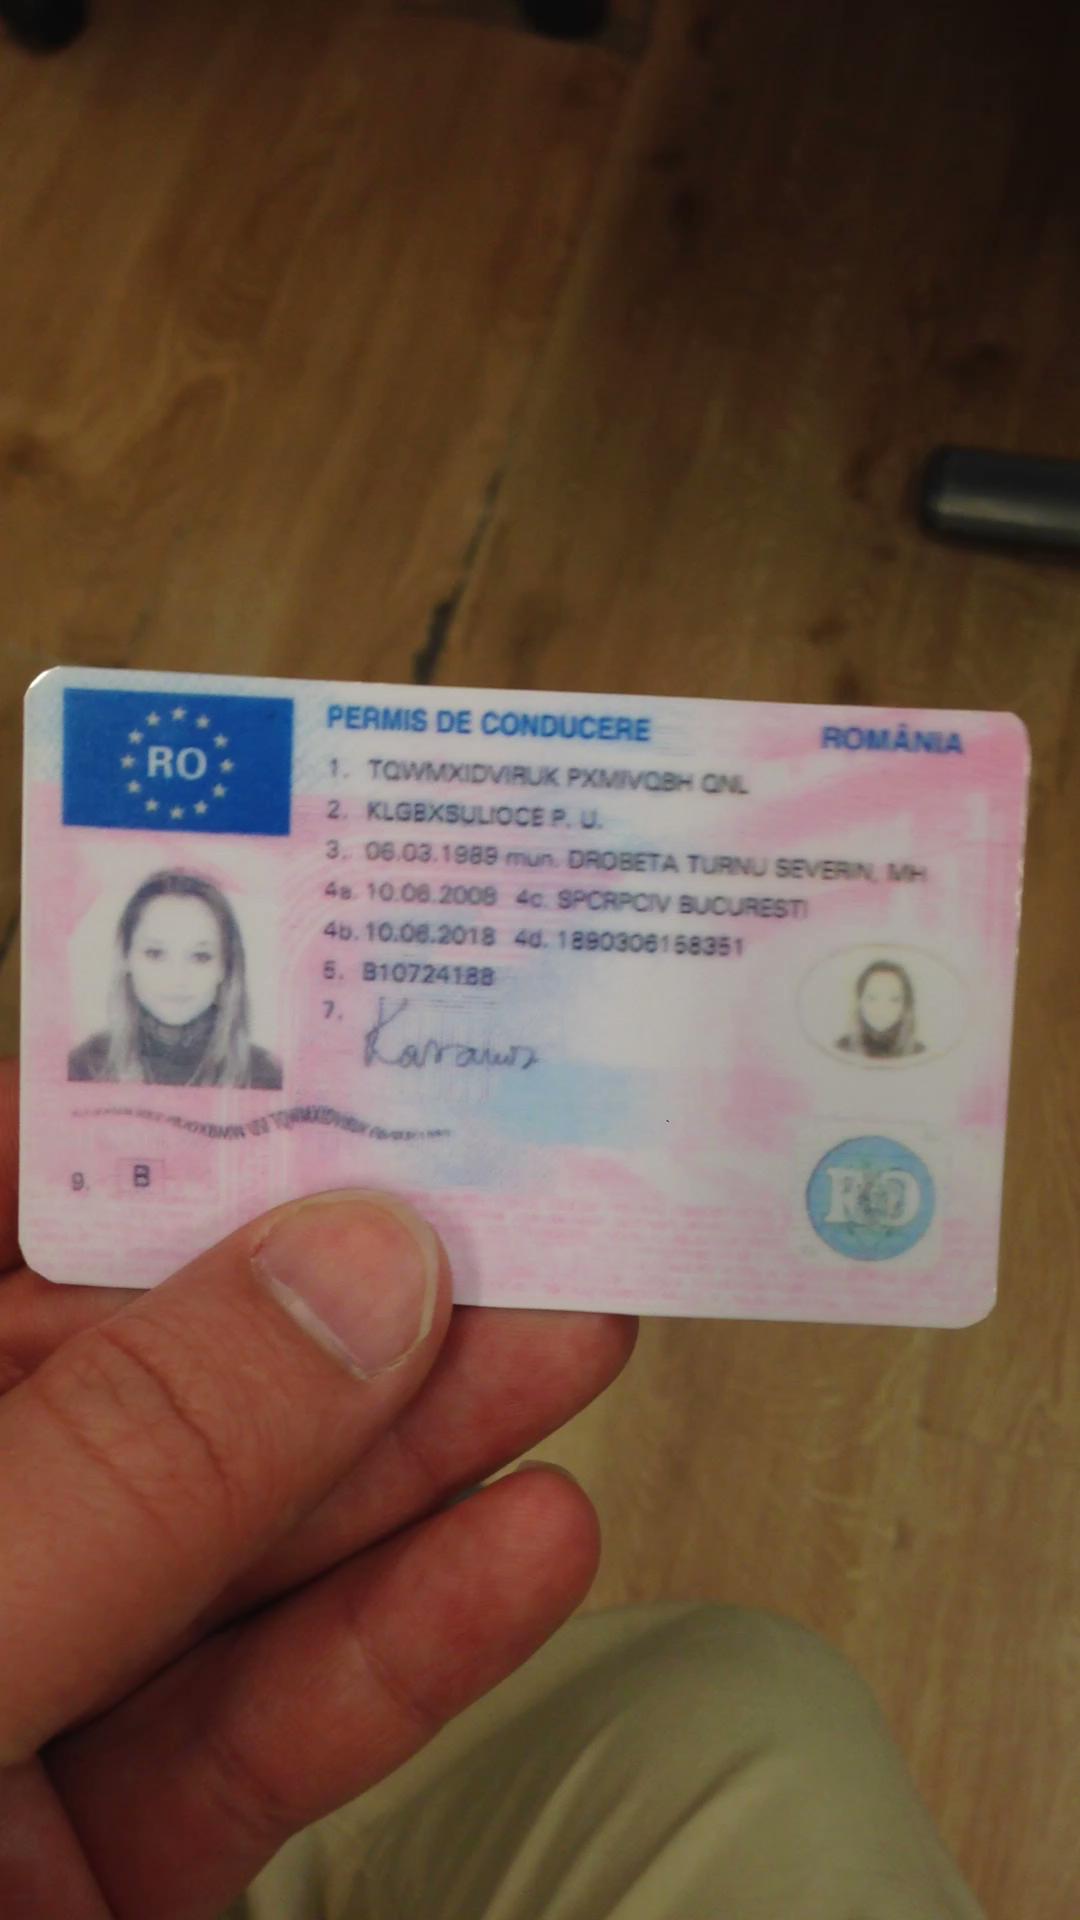 RO
PERMIS DE CONDUCERE
ROMÂNIA
1. TQWMXIDVIRUK PXMIVQBH QNL
2. KLGBXSULIOCE P. U.
3. 06.03.1989 mun. DROBETA TURNU SEVERIN, MH
4a. 10.06.2008 4c. SPCRPCIV BUCURESTI
4b. 10.06.2018 4d. 1890306158351
5. B10724188
7.
TQWMXIDVIRUK
9. B
RO